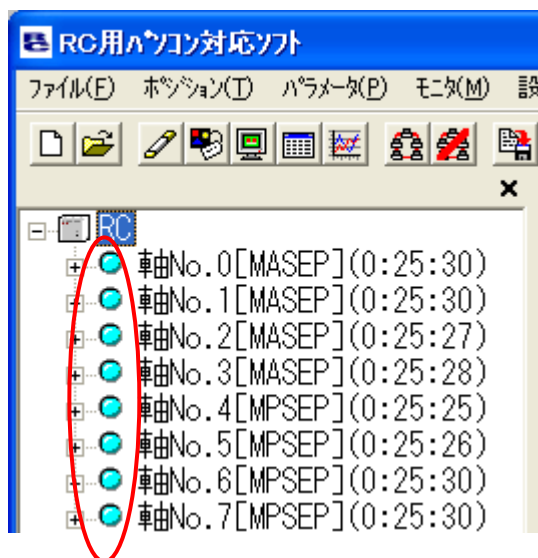 RC用ﾊﾟｿｺﾝ対応ｿﾌﾄ
ﾌｧｲﾙ(F) ﾎﾟｼﾞｼｮﾝ(T) ﾊﾟﾗﾒｰﾀ(P) ﾓﾆﾀ(M) 設
RC
軸No.0[MASEP](0:25:30)
軸No.1[MASEP](0:25:30)
軸No.2[MASEP](0:25:27)
軸No.3[MASEP](0:25:28)
軸No.4[MPSEP](0:25:25)
軸No.5[MPSEP](0:25:26)
軸No.6[MPSEP](0:25:30)
軸No.7[MPSEP](0:25:30)